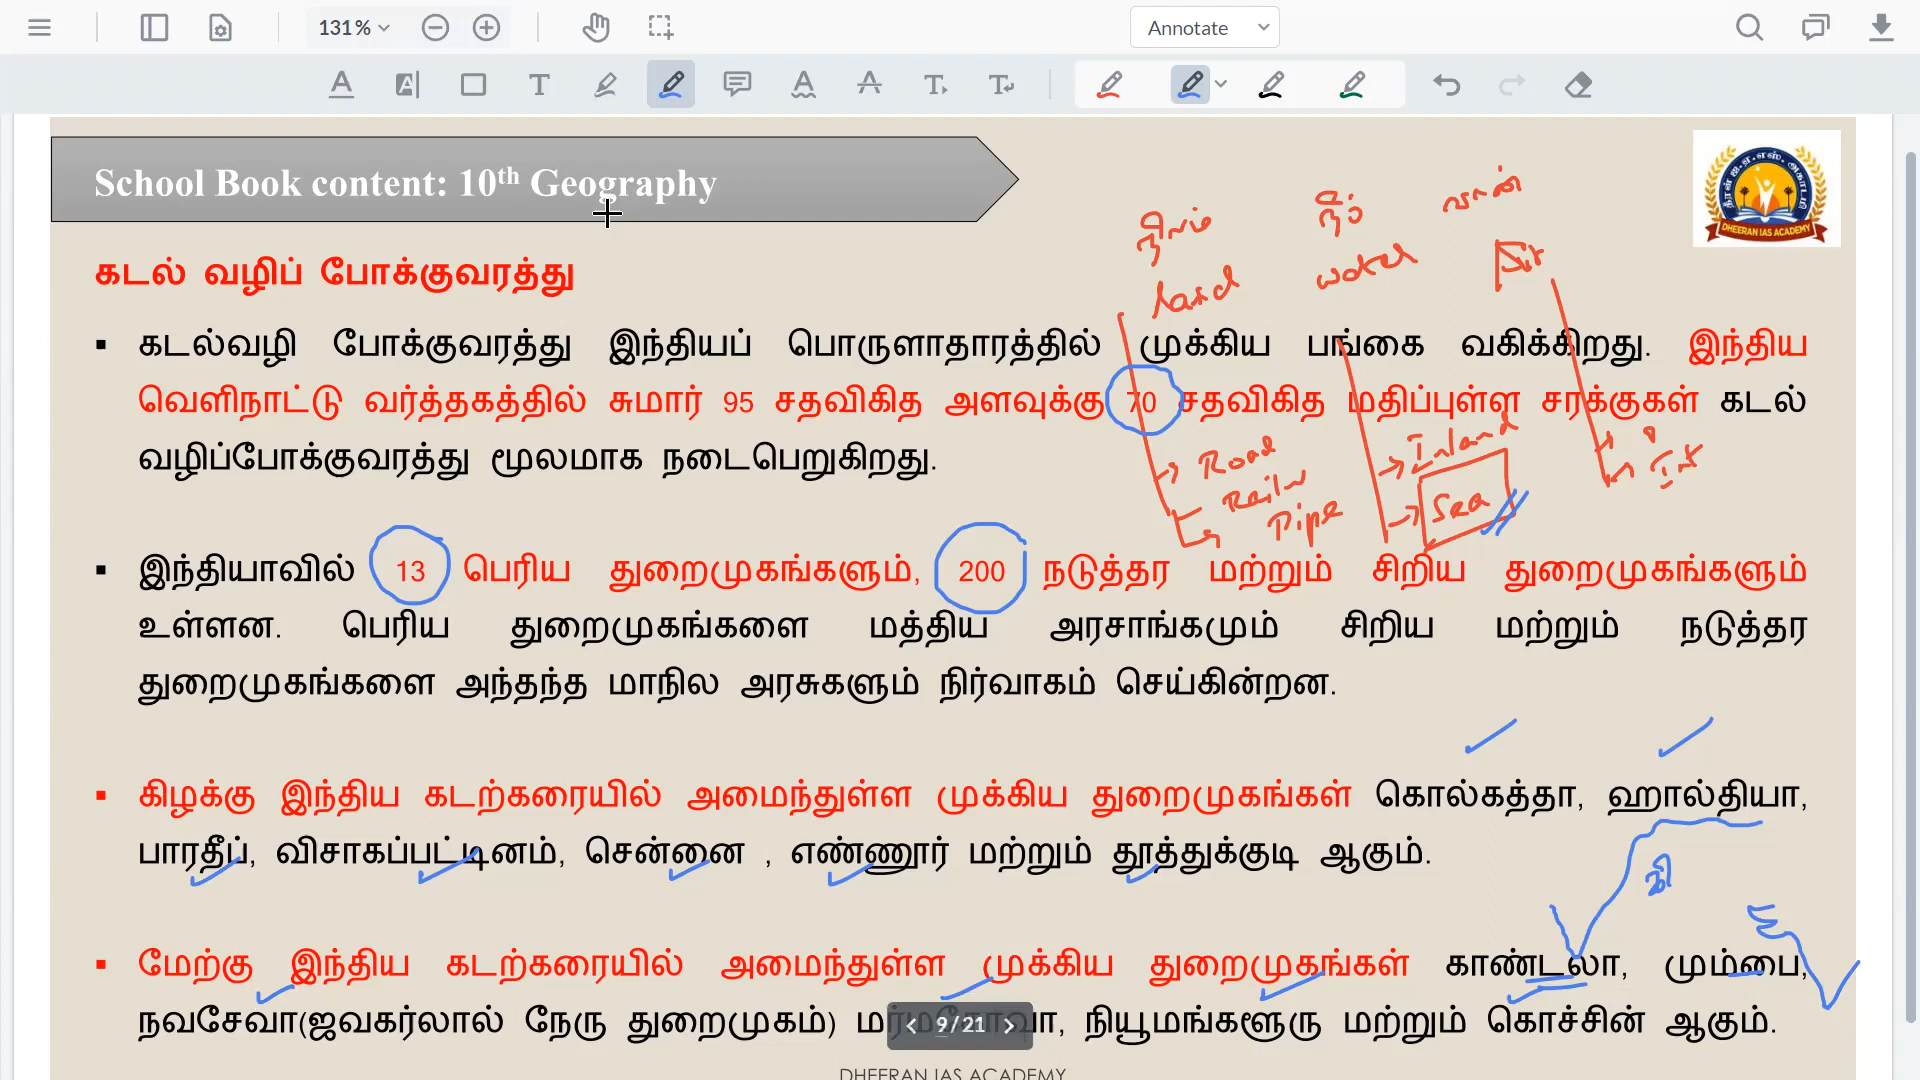 131%
Annotate
School Book content: 10th Geography
DHEERAN IAS ACADEMY
நிலம் நீர் வான்
Land water Air
கடல் வழிப் போக்குவரத்து
▪ கடல்வழி போக்குவரத்து இந்தியப் பொருளாதாரத்தில் முக்கிய பங்கை வகிக்கிறது. இந்திய
வெளிநாட்டு வர்த்தகத்தில் சுமார் 95 சதவிகித அளவுக்கு 70 சதவிகித மதிப்புள்ள சரக்குகள் கடல்
வழிப்போக்குவரத்து மூலமாக நடைபெறுகிறது.
Road Inland
Rail Sea
Pipe
▪ இந்தியாவில் 13 பெரிய துறைமுகங்களும், 200 நடுத்தர மற்றும் சிறிய துறைமுகங்களும்
உள்ளன. பெரிய துறைமுகங்களை மத்திய அரசாங்கமும் சிறிய மற்றும் நடுத்தர
துறைமுகங்களை அந்தந்த மாநில அரசுகளும் நிர்வாகம் செய்கின்றன.
▪ கிழக்கு இந்திய கடற்கரையில் அமைந்துள்ள முக்கிய துறைமுகங்கள் கொல்கத்தா, ஹால்தியா,
பாரதீப், விசாகப்பட்டினம், சென்னை , எண்ணூர் மற்றும் தூத்துக்குடி ஆகும்.
▪ மேற்கு இந்திய கடற்கரையில் அமைந்துள்ள முக்கிய துறைமுகங்கள் காண்டலா, மும்பை,
நவசேவா(ஜவகர்லால் நேரு துறைமுகம்) நியூமங்களூரு மற்றும் கொச்சின் ஆகும்.
9/21
DHEERAN IAS ACADEMY